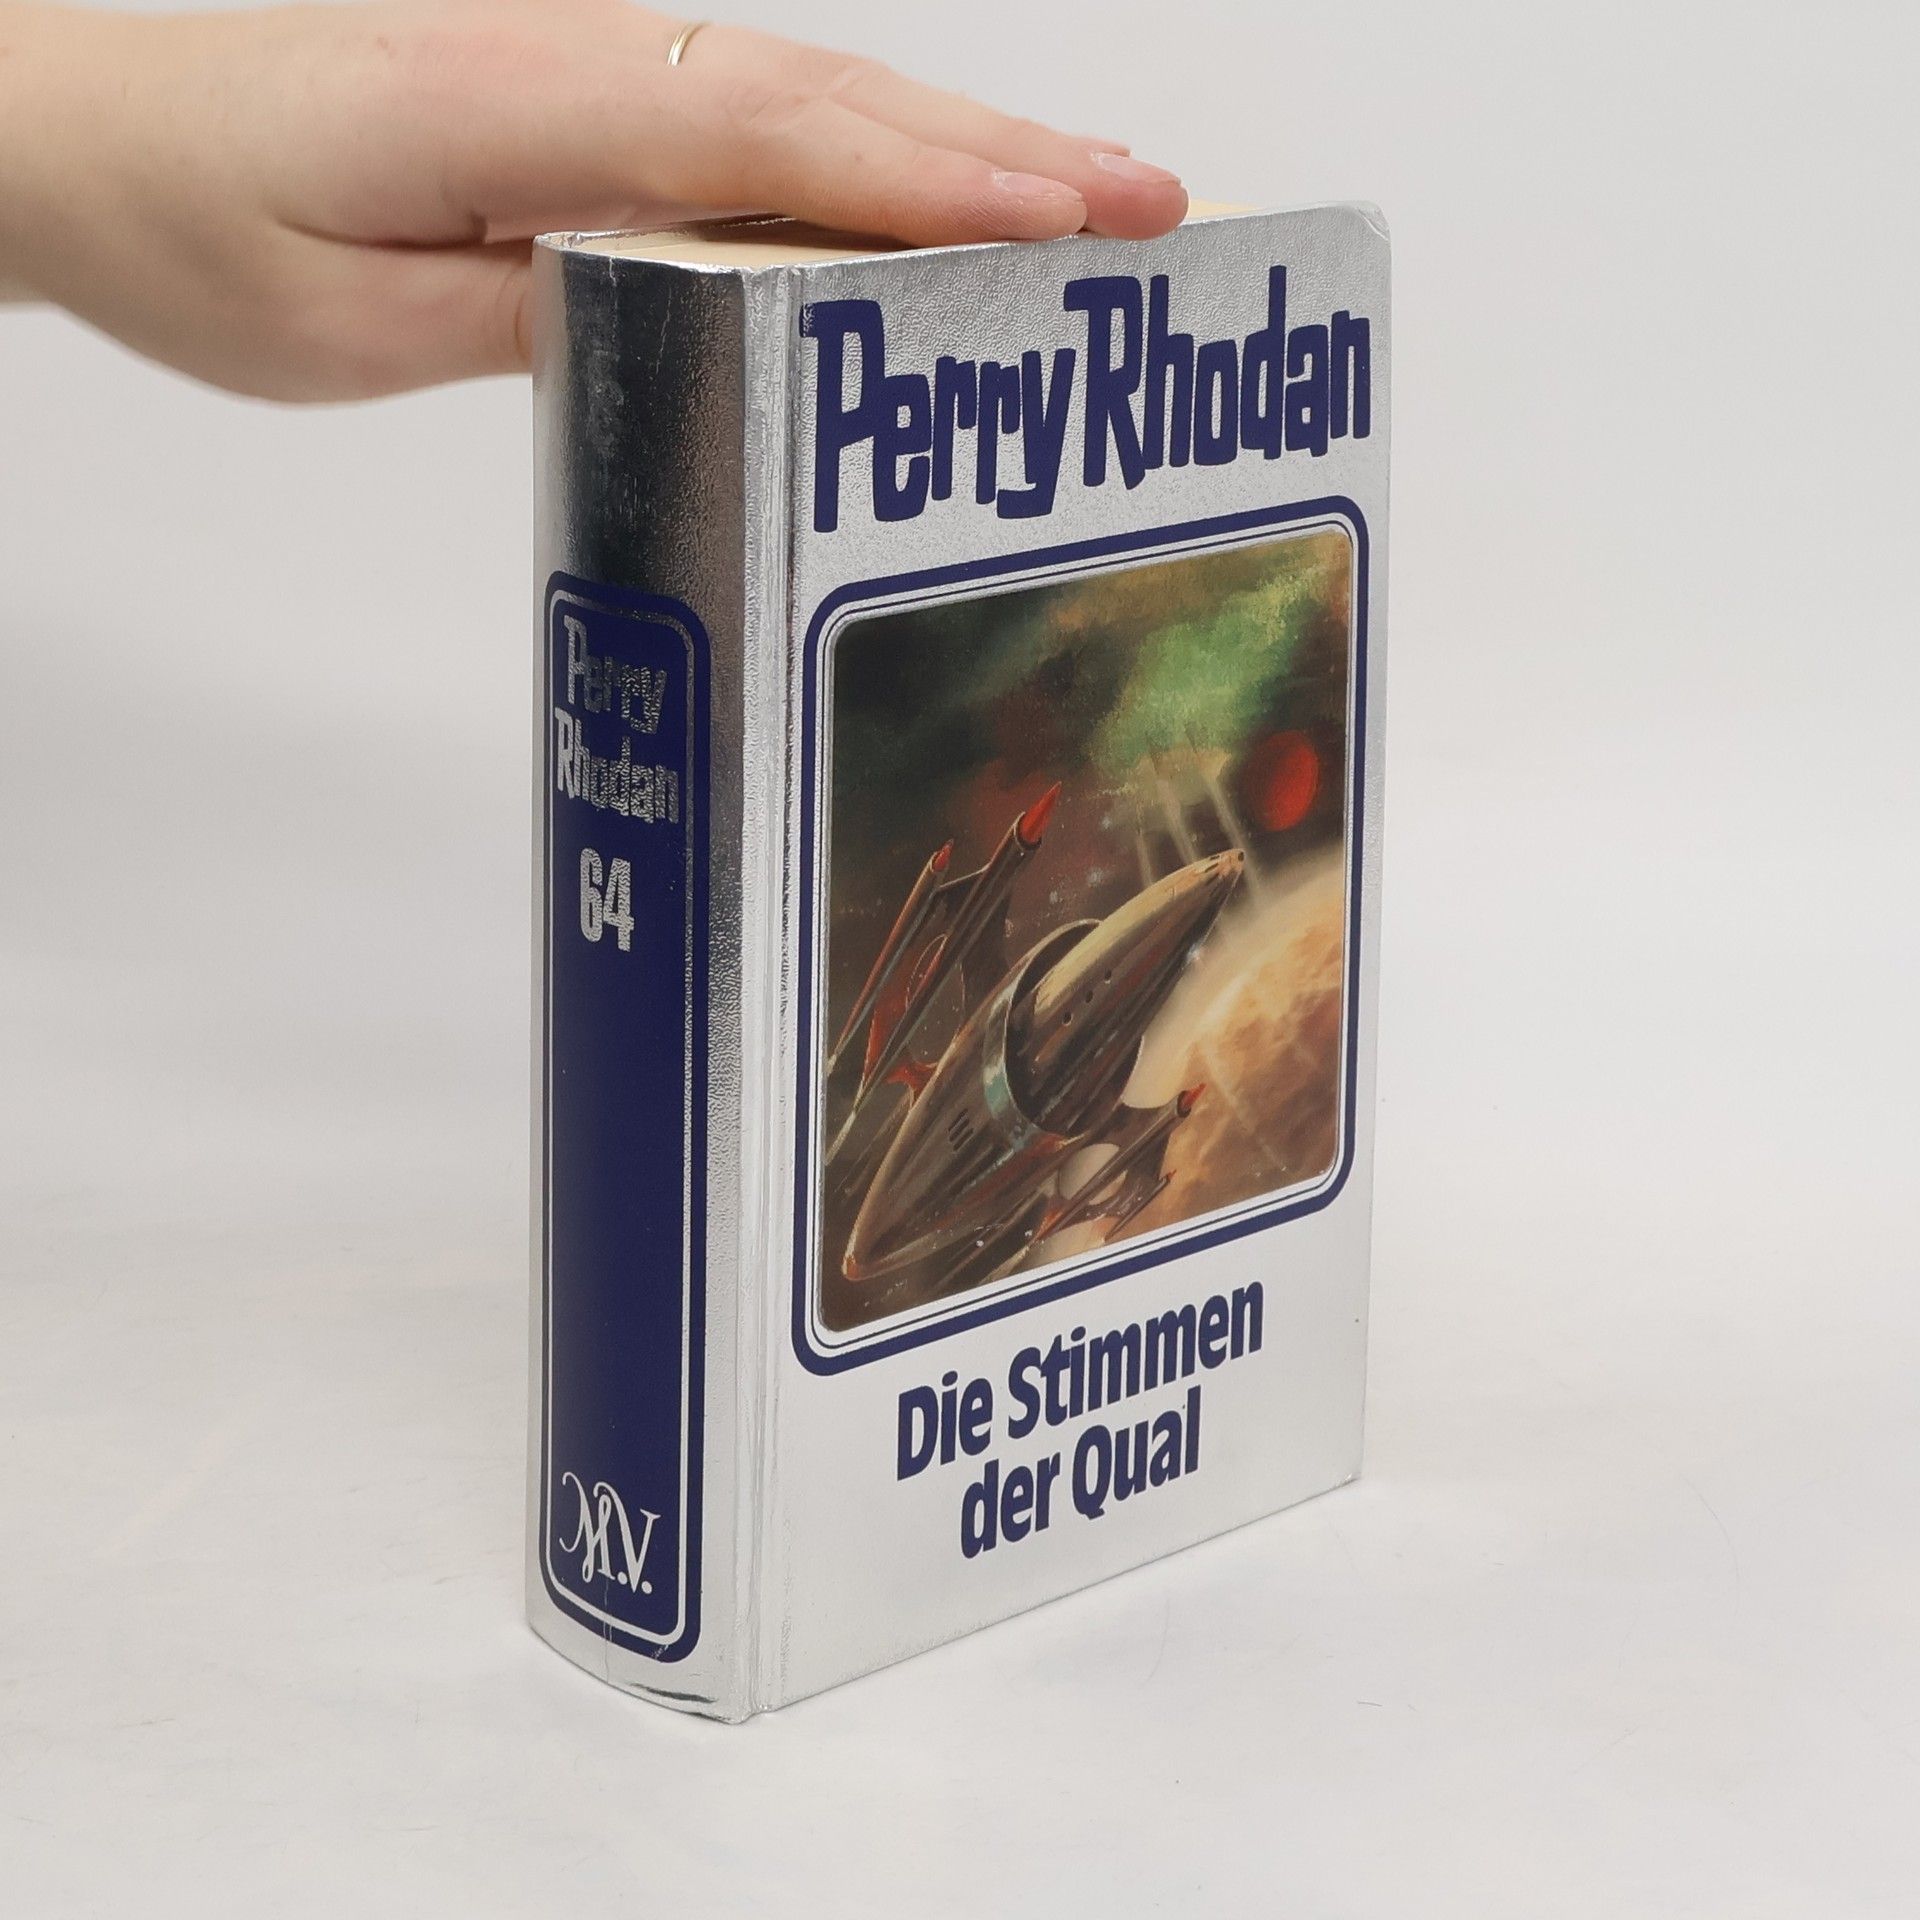 Perry Rhodan
Die Stimmen
der Qual
Perry
Rhodan
64
M.V.